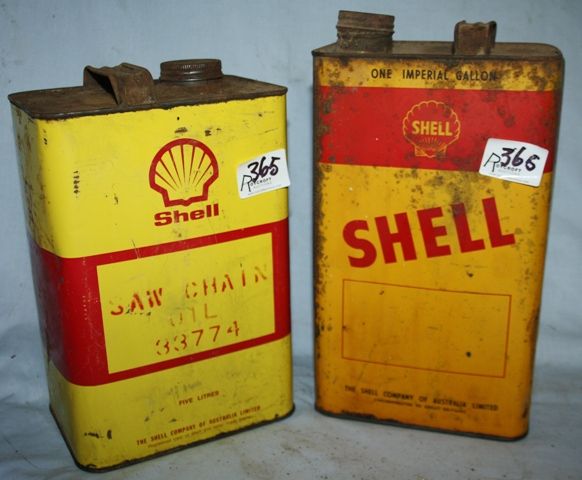 Shell
365
SAW CHAIN
OIL
33774
FIVE LITRES
THE SHELL COMPANY OF AUSTRALIA LIMITED
ONE IMPERIAL GALLON
SHELL
366
SHELL
THE SHELL COMPANY OF AUSTRALIA LIMITED